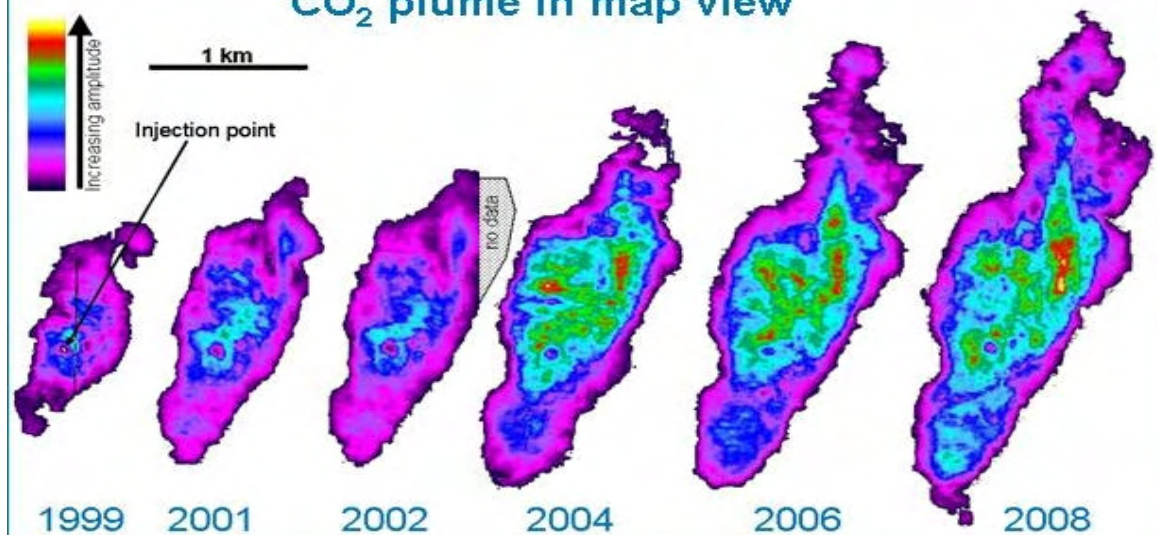 CO₂ plume in map view
1 km
Increasing amplitude
Injection point
no data
1999 2001 2002 2004 2006 2008